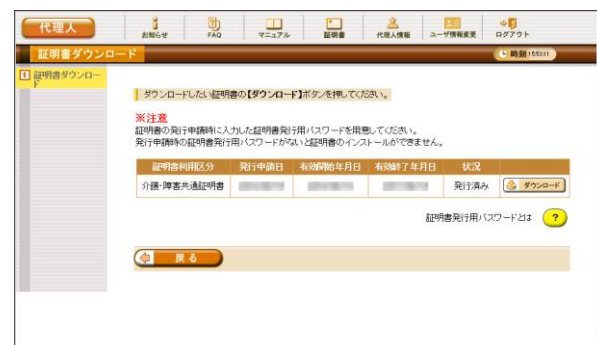 代理人
お知らせ
FAQ
マニュアル
証明書
代理人情報
ユーザ情報変更
ログアウト
証明書ダウンロード
時刻
1 証明書ダウンロー
ド
ダウンロードしたい証明書の【ダウンロード】ボタンを押してください。
※注意
証明書の発行申請時に入力した証明書発行用パスワードを用意してください。
発行申請時の証明書発行用パスワードがないと証明書のインストールができません。
証明書利用区分 発行申請日 有効開始年月日 有効終了年月日 状況
介護・障害共通証明書 発行済み ダウンロード
証明書発行用パスワードとは ?
戻る